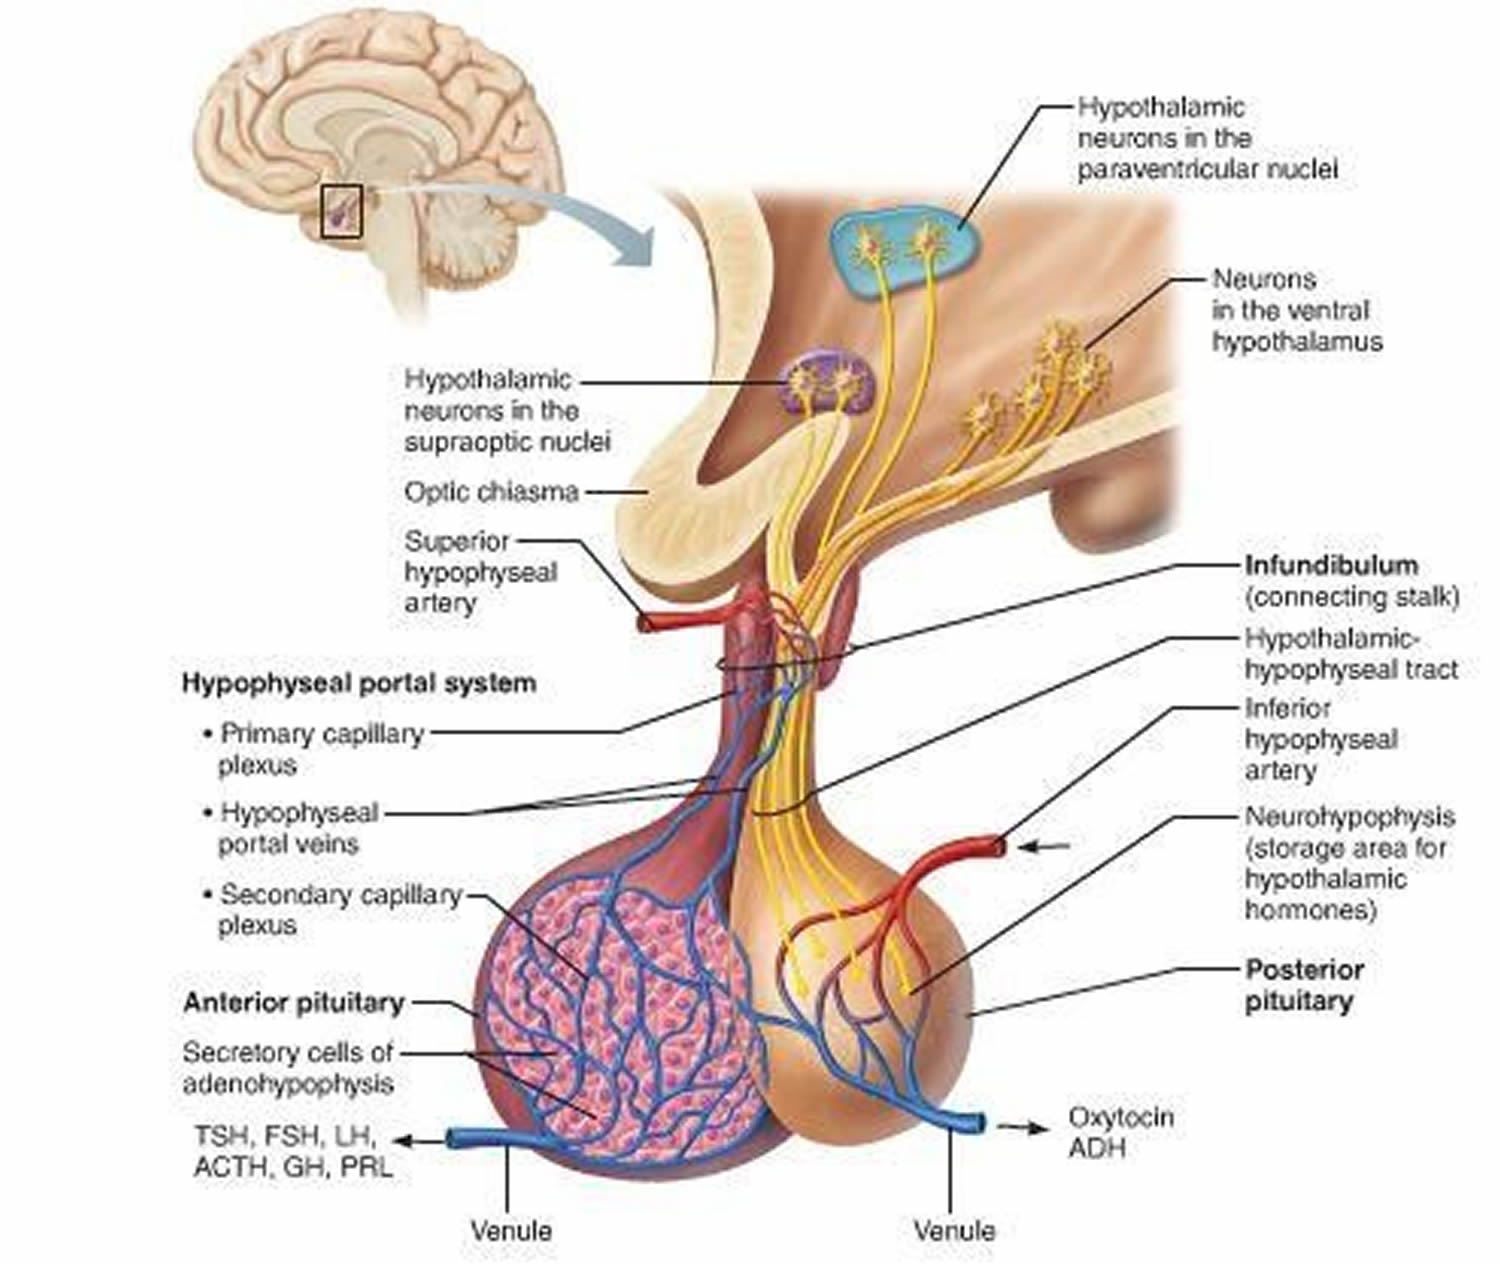 Hypothalamic
neurons in the
paraventricular nuclei
Neurons
in the ventral
hypothalamus
Hypothalamic
neurons in the
supraoptic nuclei
Optic chiasma
Superior
hypophyseal
artery
Infundibulum
(connecting stalk)
Hypothalamic-
hypophyseal tract
Inferior
hypophyseal
artery
Hypophyseal portal system
• Primary capillary
plexus
• Hypophyseal
portal veins
• Secondary capillary
plexus
Neurohypophysis
(storage area for
hypothalamic
hormones)
Posterior
pituitary
Anterior pituitary
Secretory cells of
adenohypophysis
TSH, FSH, LH,
ACTH, GH, PRL
Oxytocin
ADH
Venule
Venule